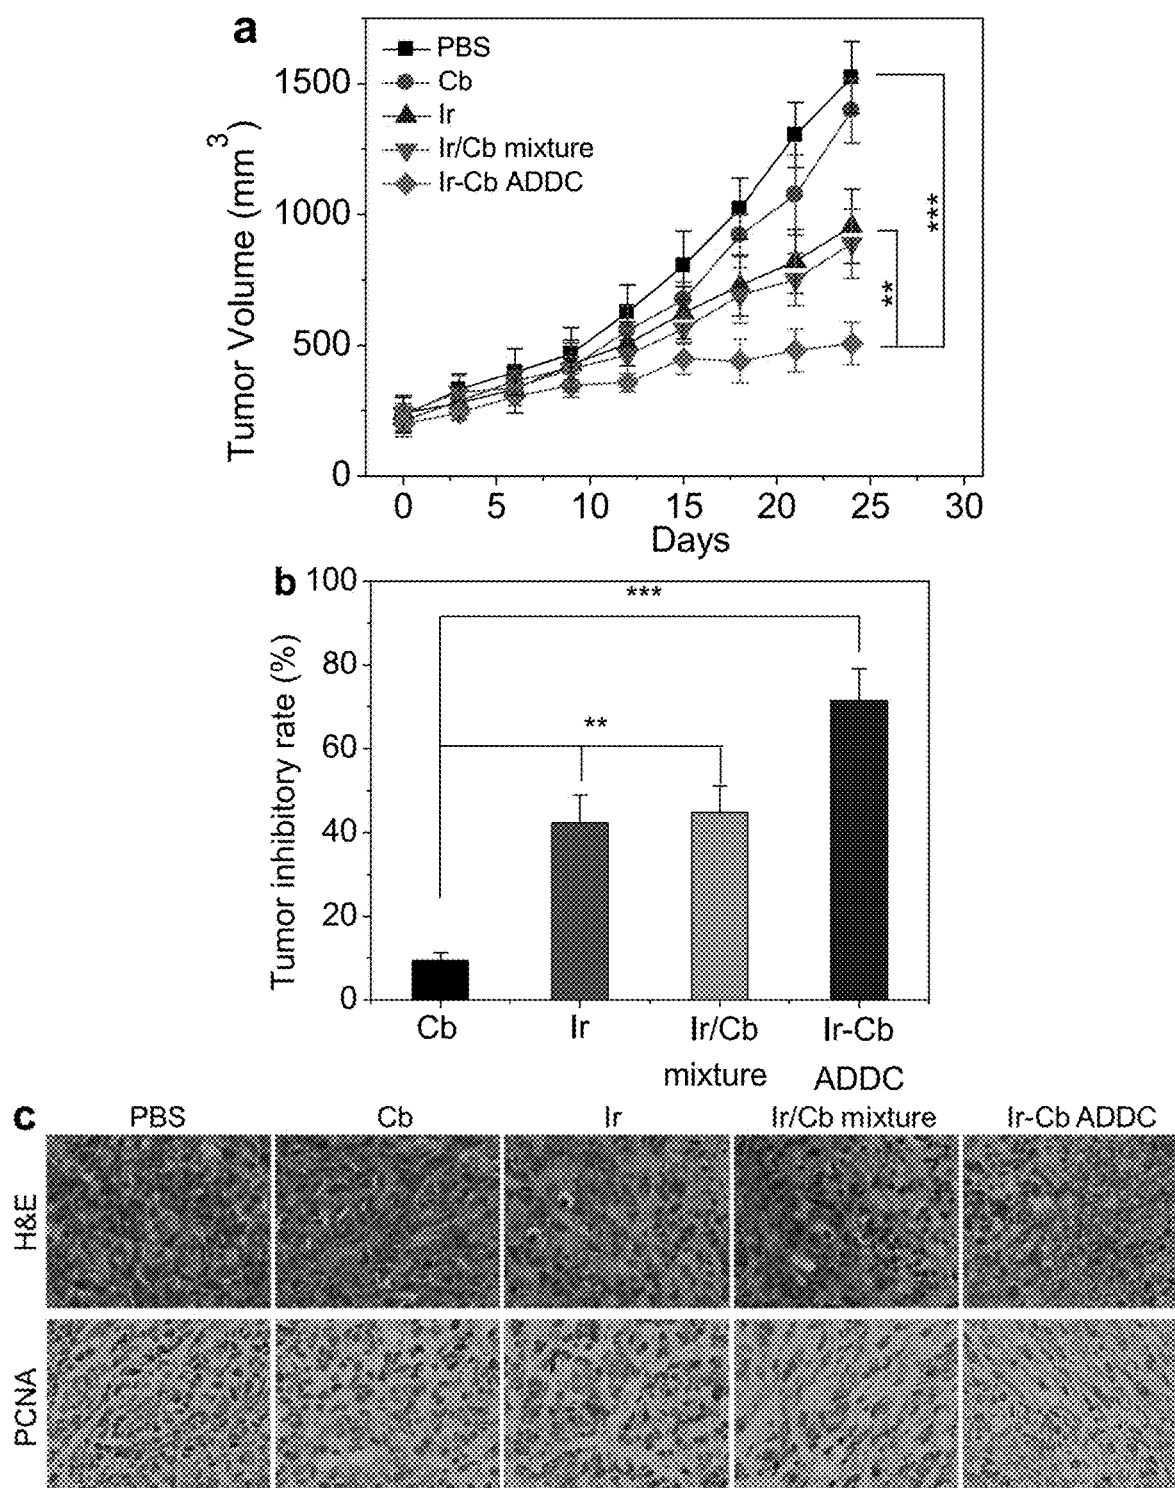 a
PBS
Cb
Ir
Ir/Cb mixture
Ir-Cb ADDC
Tumor Volume (mm3)
1500
1000
500
0
***
**
0 5 10 15 20 25 30
Days
b
Tumor inhibitory rate (%)
100
80
60
40
20
0
***
**
Cb Ir Ir/Cb mixture Ir-Cb ADDC
c
PBS Cb Ir Ir/Cb mixture Ir-Cb ADDC
H&E
PCNA